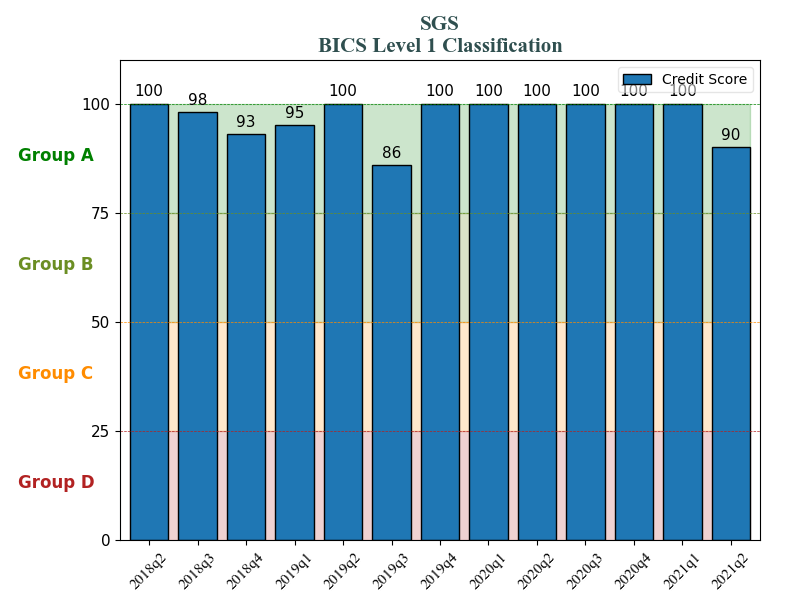 SGS
BICS Level 1 Classification
Credit Score
100 98 93 95 100 86 100 100 100 100 100 100 90
100
Group A
75
Group B
50
Group C
25
Group D
0
2018q2 2018q3 2018q4 2019q1 2019q2 2019q3 2019q4 2020q1 2020q2 2020q3 2020q4 2021q1 2021q2